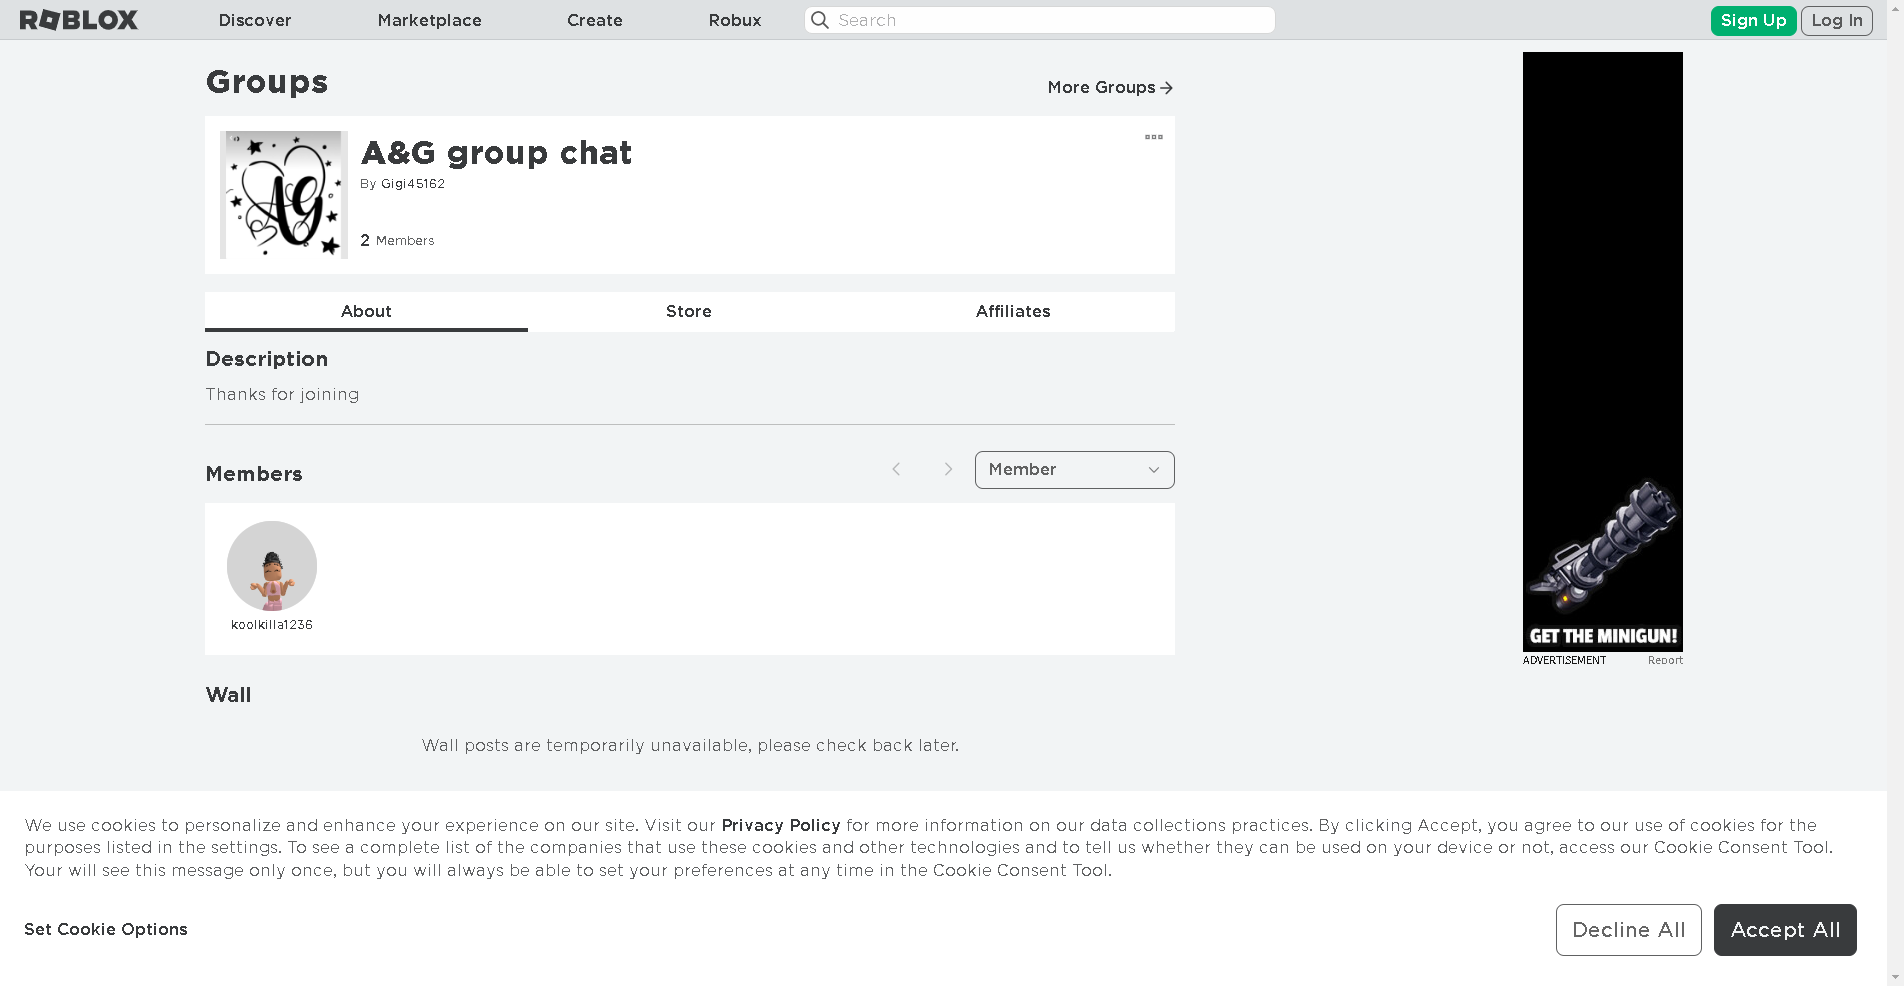 ROBLOX
Discover
Marketplace
Create
Robux
Search
Sign Up
Log In
Groups
More Groups
AG
A&G group chat
By Gigi45162
2 Members
About
Store
Affiliates
Description
Thanks for joining
Members
Member
koolkilla1236
Wall
Wall posts are temporarily unavailable, please check back later.
GET THE MINIGUN!
ADVERTISEMENT
Report
We use cookies to personalize and enhance your experience on our site. Visit our Privacy Policy for more information on our data collections practices. By clicking Accept, you agree to our use of cookies for the
purposes listed in the settings. To see a complete list of the companies that use these cookies and other technologies and to tell us whether they can be used on your device or not, access our Cookie Consent Tool.
Your will see this message only once, but you will always be able to set your preferences at any time in the Cookie Consent Tool.
Set Cookie Options
Decline All
Accept All